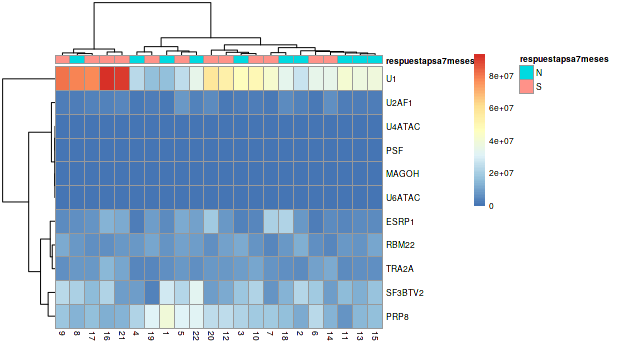 respuestapsa7meses
U1
U2AF1
U4ATAC
PSF
MAGOH
U6ATAC
ESRP1
RBM22
TRA2A
SF3BTV2
PRP8
9 8 17 16 21 4 19 1 5 22 20 12 3 10 7 18 2 6 14 11 13 15
8e+07
6e+07
4e+07
2e+07
0
respuestapsa7meses
N
S